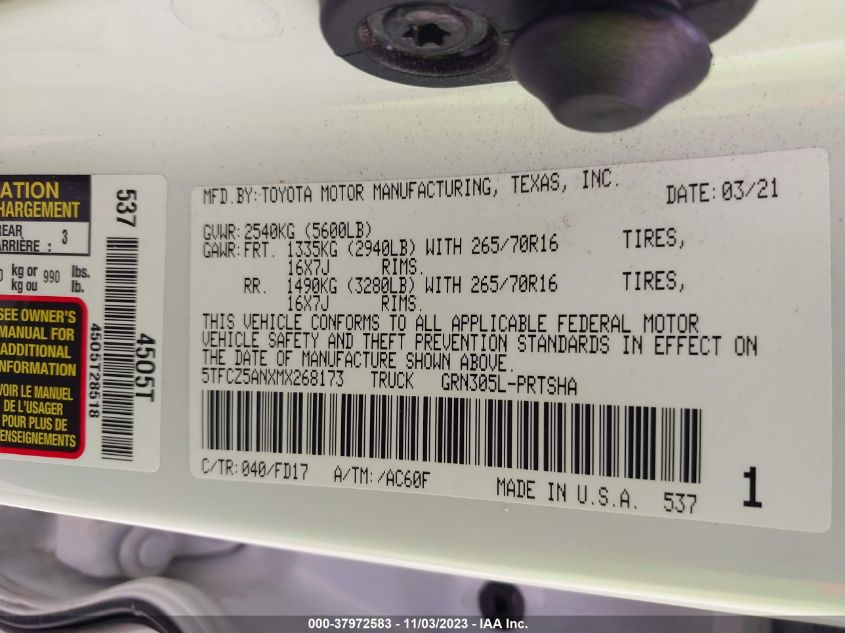 ATION
HARGEMENT
REAR
ARRIÈRE : 3
kg or 990 lbs.
kg ou lb.
SEE OWNER'S
MANUAL FOR
ADDITIONAL
INFORMATION
VOIR LE MANUEL
DE L'USAGER
POUR PLUS DE
RENSEIGNEMENTS
537
4505T28518
4505T
MFD.BY:TOYOTA MOTOR MANUFACTURING, TEXAS, INC. DATE:03/21
GVWR:2540KG (5600LB)
GAWR:FRT. 1335KG (2940LB) WITH 265/70R16 TIRES,
16X7J RIMS.
RR. 1490KG (3280LB) WITH 265/70R16 TIRES,
16X7J RIMS.
THIS VEHICLE CONFORMS TO ALL APPLICABLE FEDERAL MOTOR
VEHICLE SAFETY AND THEFT PREVENTION STANDARDS IN EFFECT ON
THE DATE OF MANUFACTURE SHOWN ABOVE.
5TFCZ5ANXMX268173 TRUCK GRN305L-PRTSHA
C/TR:040/FD17 A/TM:/AC60F MADE IN U.S.A. 537 1
000-37972583 - 11/03/2023 - IAA Inc.